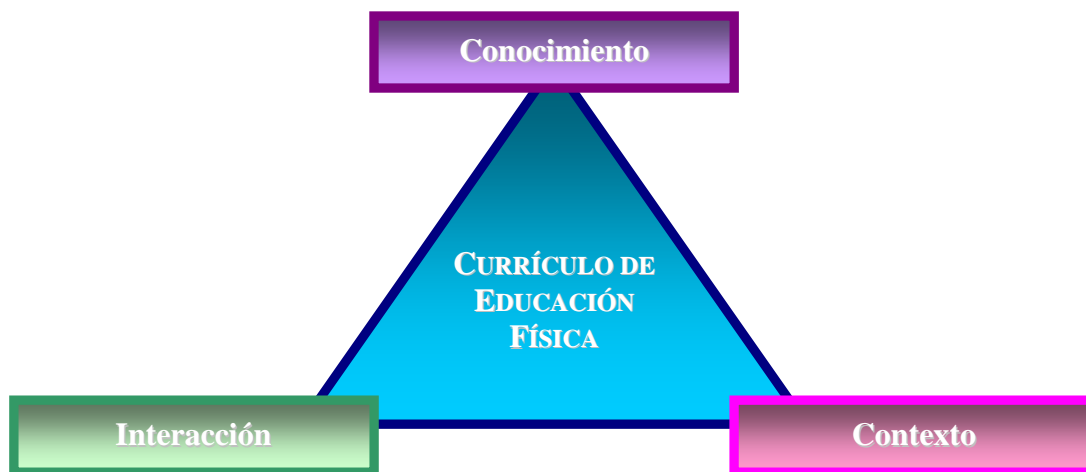 Conocimiento
CURRÍCULO DE
EDUCACIÓN
FÍSICA
Interacción
Contexto